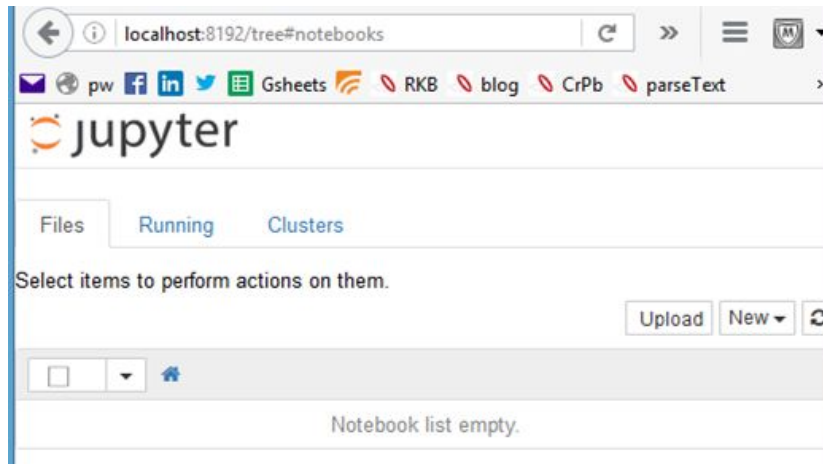 localhost:8192/tree#notebooks
pw Gsheets RKB blog CrPb parseText
jupyter
Files Running Clusters
Select items to perform actions on them.
Upload New
Notebook list empty.